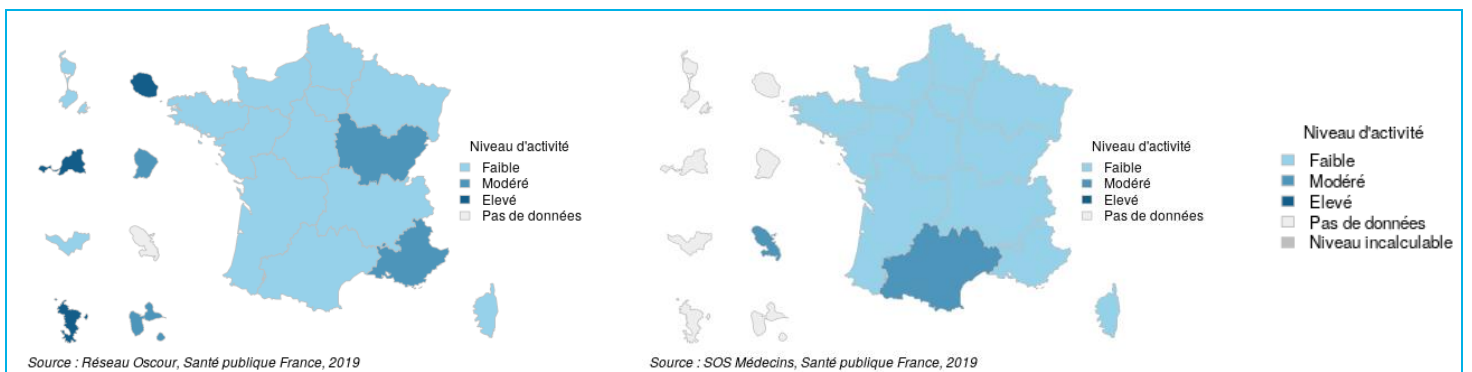 Niveau d'activité
Faible
Modéré
Elevé
Pas de données
Source : Réseau Oscour, Santé publique France, 2019
Niveau d'activité
Faible
Modéré
Elevé
Pas de données
Source : SOS Médecins, Santé publique France, 2019
Niveau d'activité
Faible
Modéré
Elevé
Pas de données
Niveau incalculable